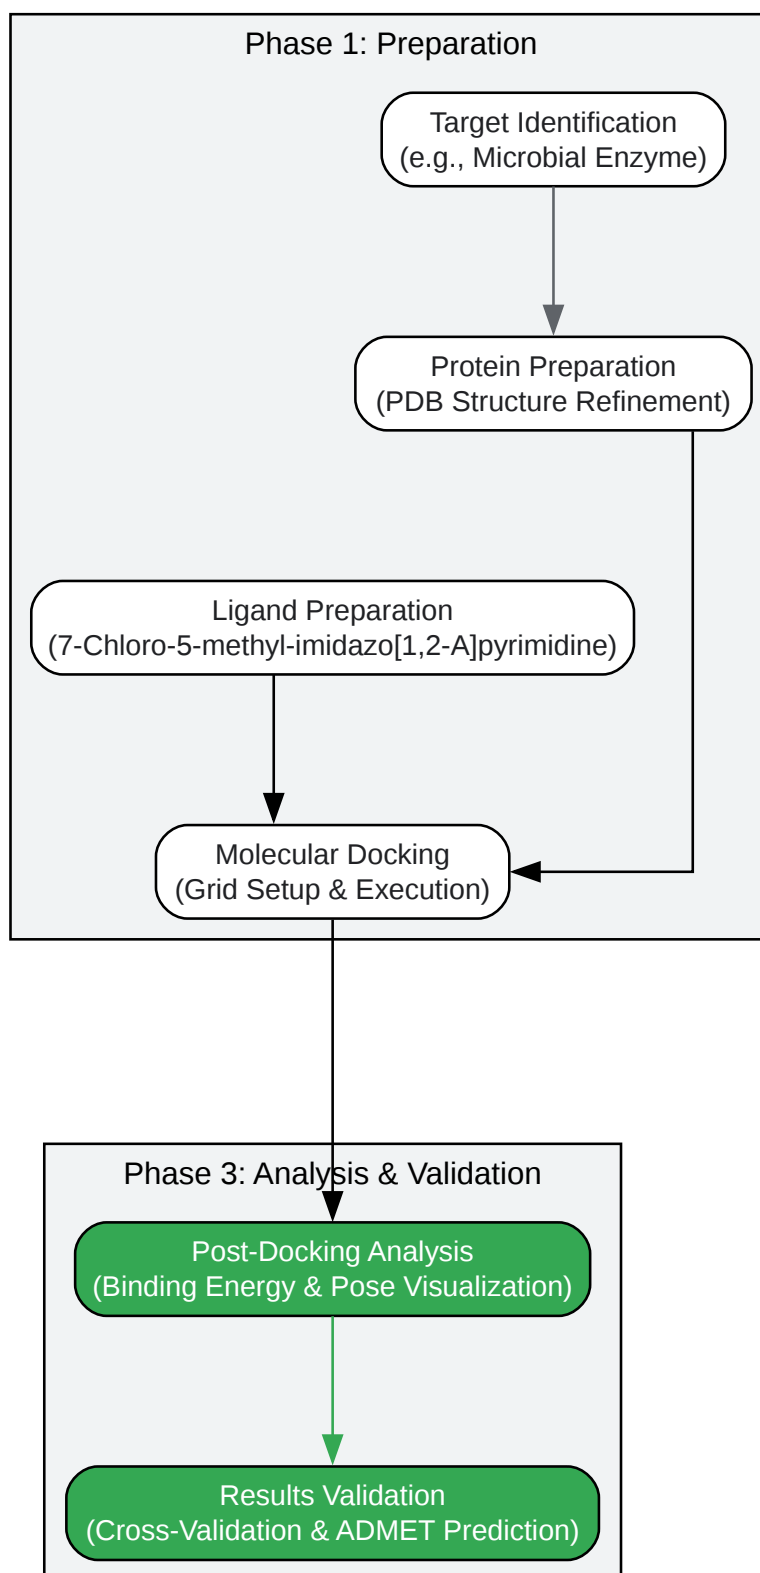 Phase 1: Preparation
Target Identification
(e.g., Microbial Enzyme)
Protein Preparation
(PDB Structure Refinement)
Ligand Preparation
(7-Chloro-5-methyl-imidazo[1,2-A]pyrimidine)
Molecular Docking
(Grid Setup & Execution)
Phase 3: Analysis & Validation
Post-Docking Analysis
(Binding Energy & Pose Visualization)
Results Validation
(Cross-Validation & ADMET Prediction)